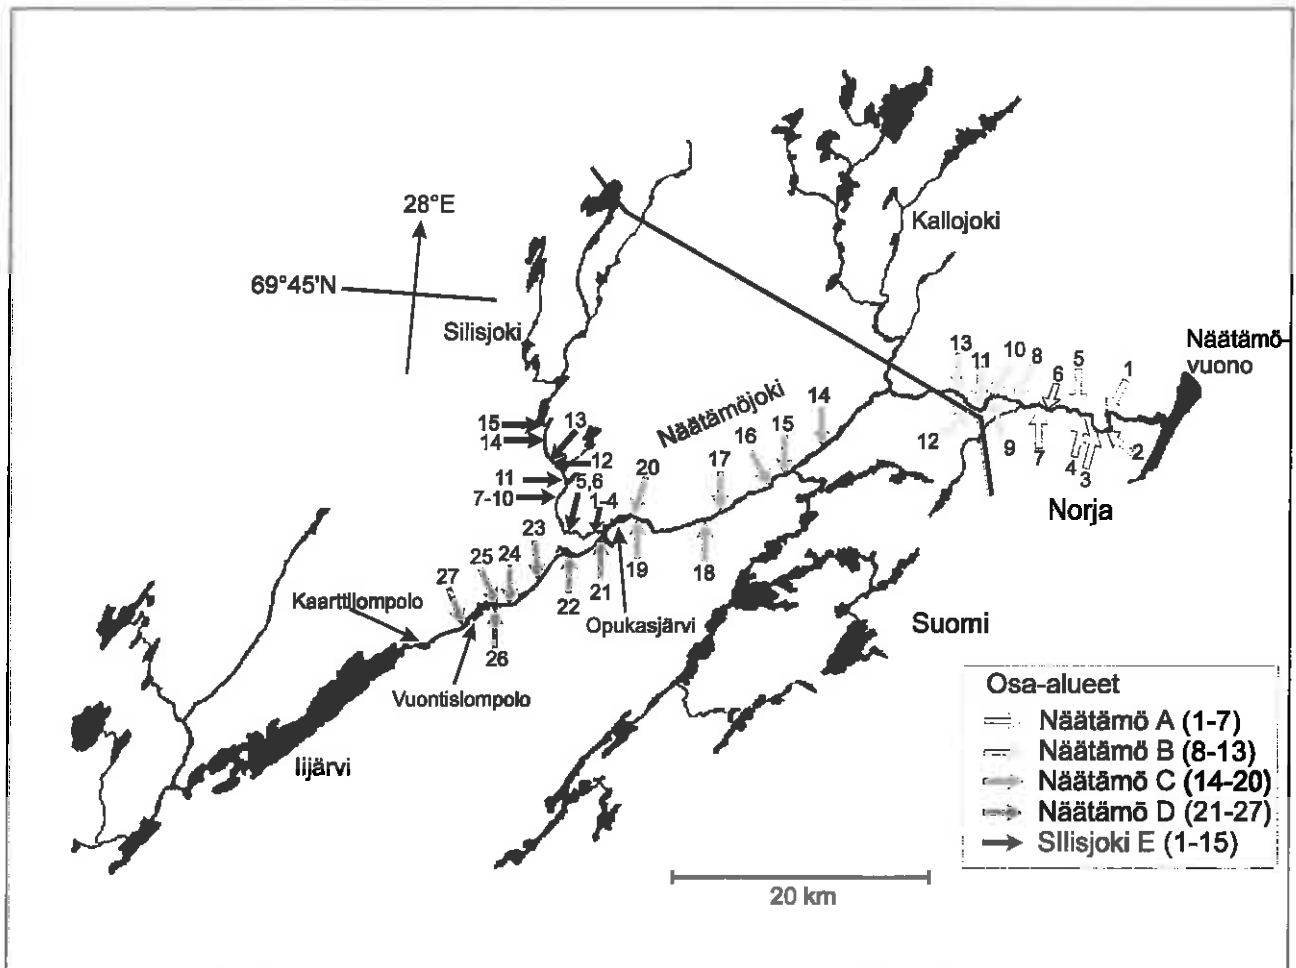 28°E
69°45'N
Kallojoki
Silisjoki
Näätämö-
vuono
13
11
10
8
6
5
1
12
9
7
4
3
2
Näätämöjoki
14
15
16
17
18
19
20
15
14
13
12
11
7-10
5,6
1-4
21
22
23
24
25
26
27
Norja
Suomi
Kaarttilompolo
Vuontislompolo
Opukasjärvi
Iijärvi
Osa-alueet
Näätämö A (1-7)
Näätämö B (8-13)
Näätämö C (14-20)
Näätämö D (21-27)
Silisjoki E (1-15)
20 km